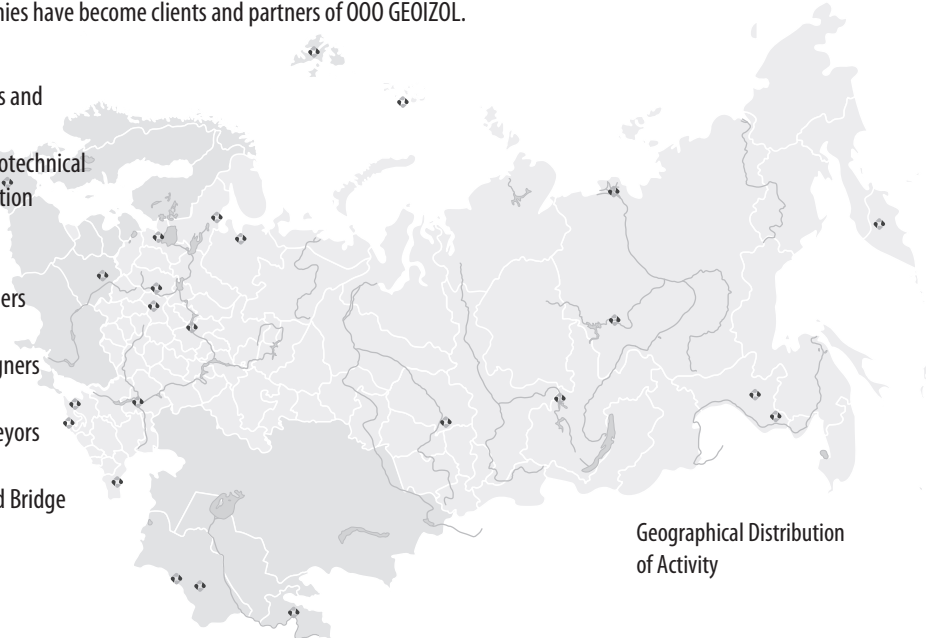 nies have become clients and partners of OOO GEOIZOL.
s and
otechnical
tion
ers
gners
eyors
d Bridge
Geographical Distribution
of Activity